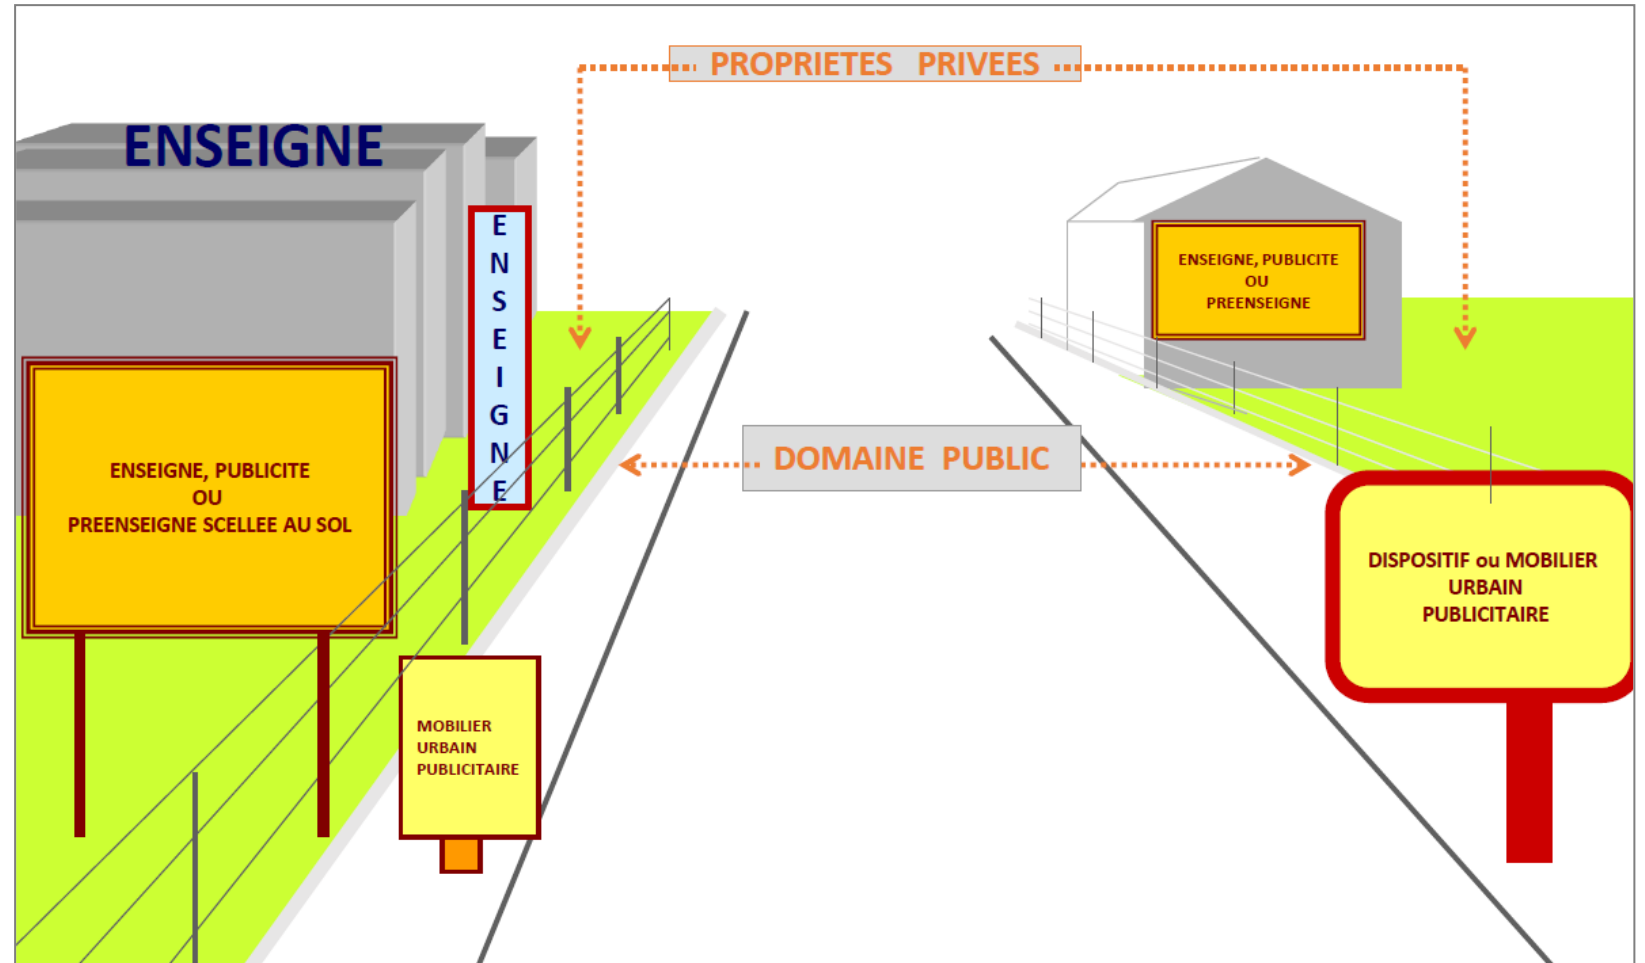 PROPRIETES PRIVEES
ENSEIGNE
E
N
S
E
I
G
N
E
ENSEIGNE, PUBLICITE
OU
PREENSEIGNE
DOMAINE PUBLIC
ENSEIGNE, PUBLICITE
OU
PREENSEIGNE SCELLEE AU SOL
DISPOSITIF ou MOBILIER
URBAIN
PUBLICITAIRE
MOBILIER
URBAIN
PUBLICITAIRE